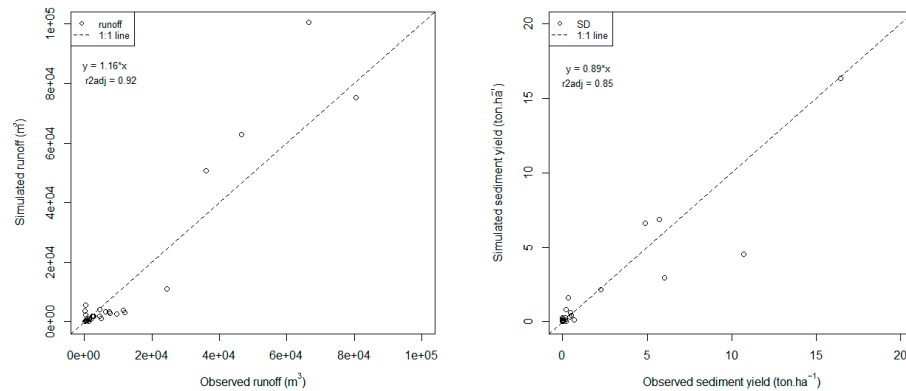 runoff
1:1 line
y = 1.16*x
r2adj = 0.92
Simulated runoff (m³)
0e+00 2e+04 4e+04 6e+04 8e+04 1e+05
0e+00 2e+04 4e+04 6e+04 8e+04 1e+05
Observed runoff (m³)
SD
1:1 line
y = 0.89*x
r2adj = 0.85
Simulated sediment yield (ton.ha⁻¹)
0 5 10 15 20
0 5 10 15 20
Observed sediment yield (ton.ha⁻¹)